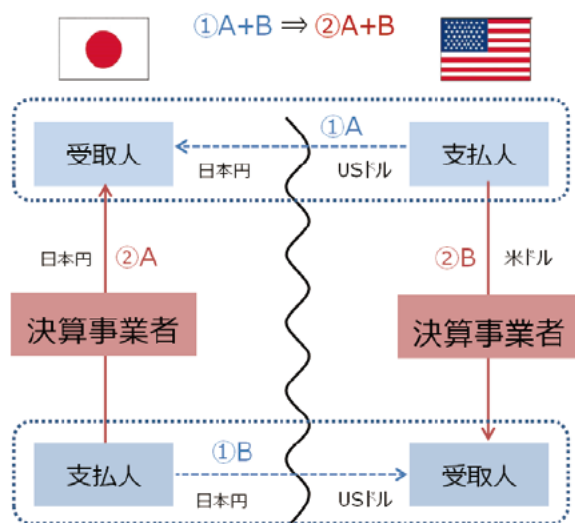 ①A+B ⇒ ②A+B
①A
受取人
支払人
日本円
USドル
日本円
②A
②B
米ドル
決算事業者
決算事業者
①B
支払人
受取人
日本円
USドル